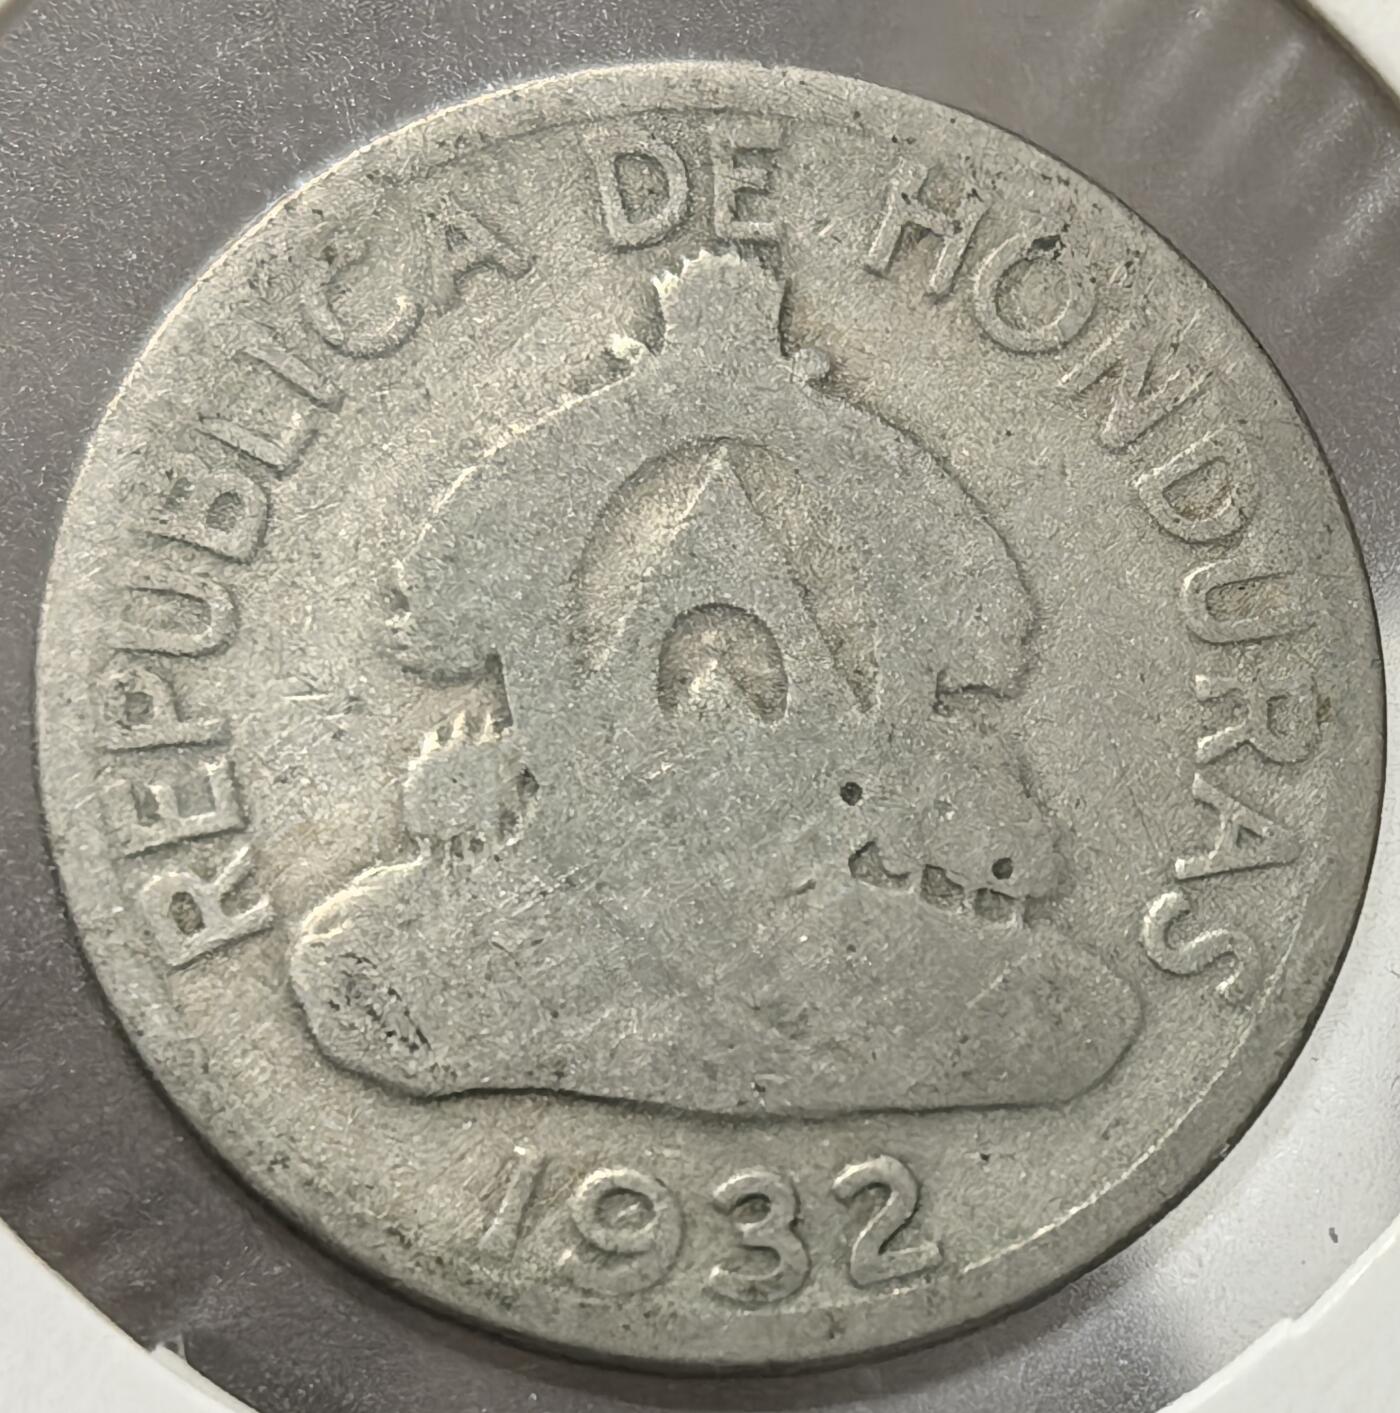 REPUBLICA DE HONDURAS
1932